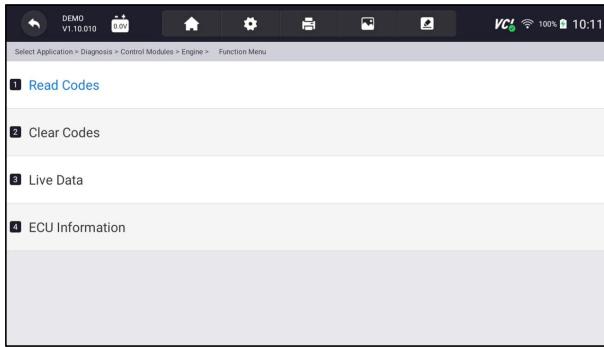 DEMO
V1.10.010
0.0V
VC!
100%
10:11
Select Application > Diagnosis > Control Modules > Engine > Function Menu
1 Read Codes
2 Clear Codes
3 Live Data
4 ECU Information